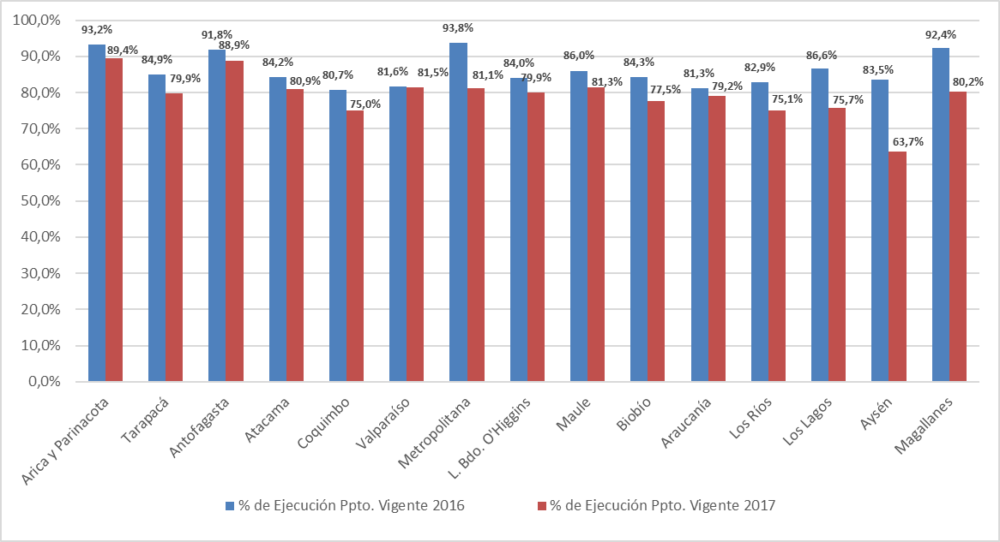 100,0%
90,0%
80,0%
70,0%
60,0%
50,0%
40,0%
30,0%
20,0%
10,0%
0,0%
93,2% 89,4%
84,9% 79,9%
91,8% 88,9%
84,2% 80,9%
80,7% 75,0%
81,6% 81,5%
93,8% 81,1%
84,0% 79,9%
86,0% 81,3%
84,3% 77,5%
81,3% 79,2%
82,9% 75,1%
86,6% 75,7%
83,5% 63,7%
92,4% 80,2%
Arica y Parinacota
Tarapacá
Antofagasta
Atacama
Coquimbo
Valparaíso
Metropolitana
L. Bdo. O'Higgins
Maule
Biobío
Araucanía
Los Ríos
Los Lagos
Aysén
Magallanes
% de Ejecución Ppto. Vigente 2016
% de Ejecución Ppto. Vigente 2017